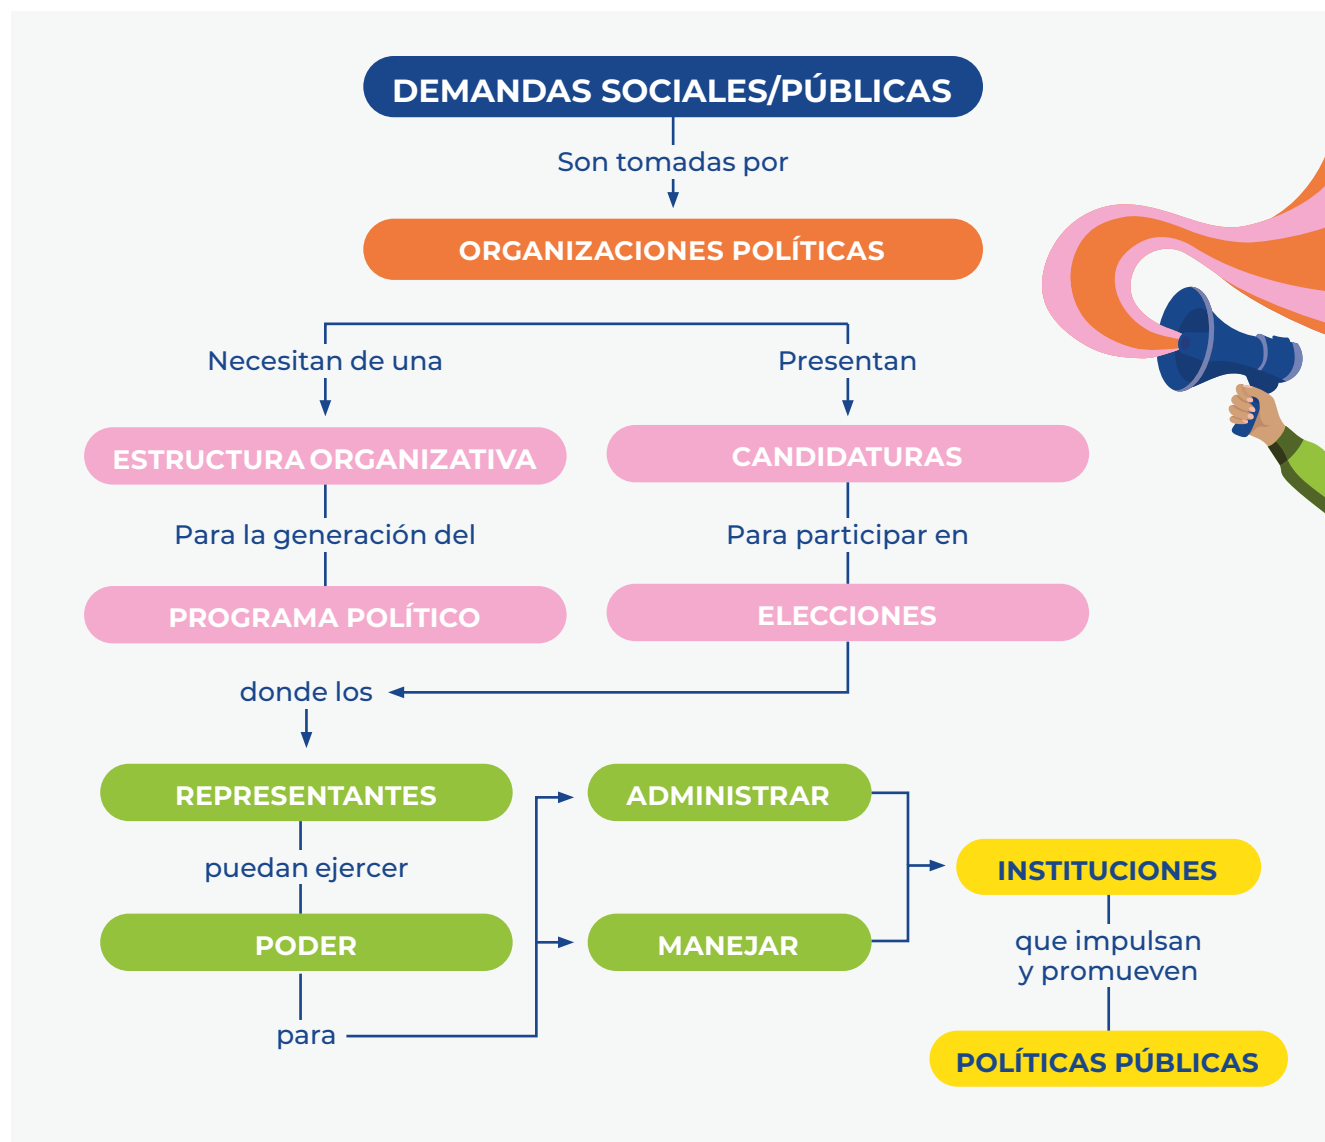 DEMANDAS SOCIALES/PÚBLICAS
Son tomadas por
ORGANIZACIONES POLÍTICAS
Necesitan de una
Presentan
ESTRUCTURA ORGANIZATIVA
CANDIDATURAS
Para la generación del
Para participar en
PROGRAMA POLÍTICO
ELECCIONES
donde los
REPRESENTANTES
ADMINISTRAR
puedan ejercer
INSTITUCIONES
PODER
MANEJAR
que impulsan
y promueven
para
POLÍTICAS PÚBLICAS